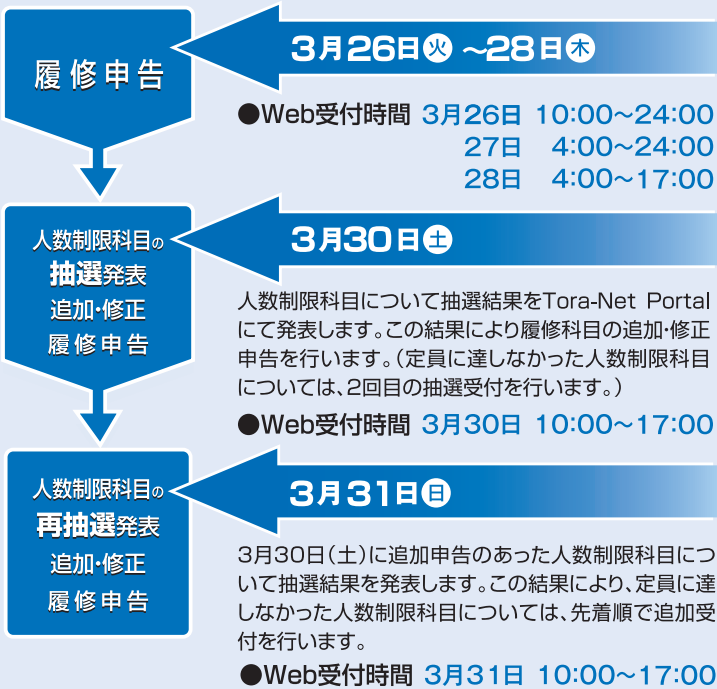 履修申告
3月26日火 ～28日木
●Web受付時間 3月26日 10:00～24:00
27日 4:00～24:00
28日 4:00～17:00
人数制限科目の
抽選発表
追加・修正
履修申告
3月30日土
人数制限科目について抽選結果をTora-Net Portal
にて発表します。この結果により履修科目の追加・修正
申告を行います。（定員に達しなかった人数制限科目
については、2回目の抽選受付を行います。）
●Web受付時間 3月30日 10:00～17:00
人数制限科目の
再抽選発表
追加・修正
履修申告
3月31日日
3月30日（土）に追加申告のあった人数制限科目につ
いて抽選結果を発表します。この結果により、定員に達
しなかった人数制限科目については、先着順で追加受
付を行います。
●Web受付時間 3月31日 10:00～17:00